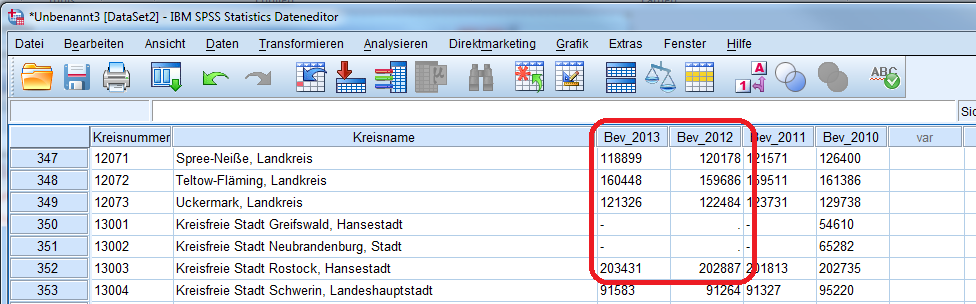 *Unbenannt3 [DataSet2] - IBM SPSS Statistics Dateneditor
Datei Bearbeiten Ansicht Daten Transformieren Analysieren Direktmarketing Grafik Extras Fenster Hilfe
A
1
ABC
Kreisnummer Kreisname Bev_2013 Bev_2012 Bev_2011 Bev_2010 var
347 12071 Spree-Neiße, Landkreis 118899 120178 121571 126400
348 12072 Teltow-Fläming, Landkreis 160448 159686 159511 161386
349 12073 Uckermark, Landkreis 121326 122484 123731 129738
350 13001 Kreisfreie Stadt Greifswald, Hansestadt - . - 54610
351 13002 Kreisfreie Stadt Neubrandenburg, Stadt - . - 65282
352 13003 Kreisfreie Stadt Rostock, Hansestadt 203431 202887 201813 202735
353 13004 Kreisfreie Stadt Schwerin, Landeshauptstadt 91583 91264 91327 95220